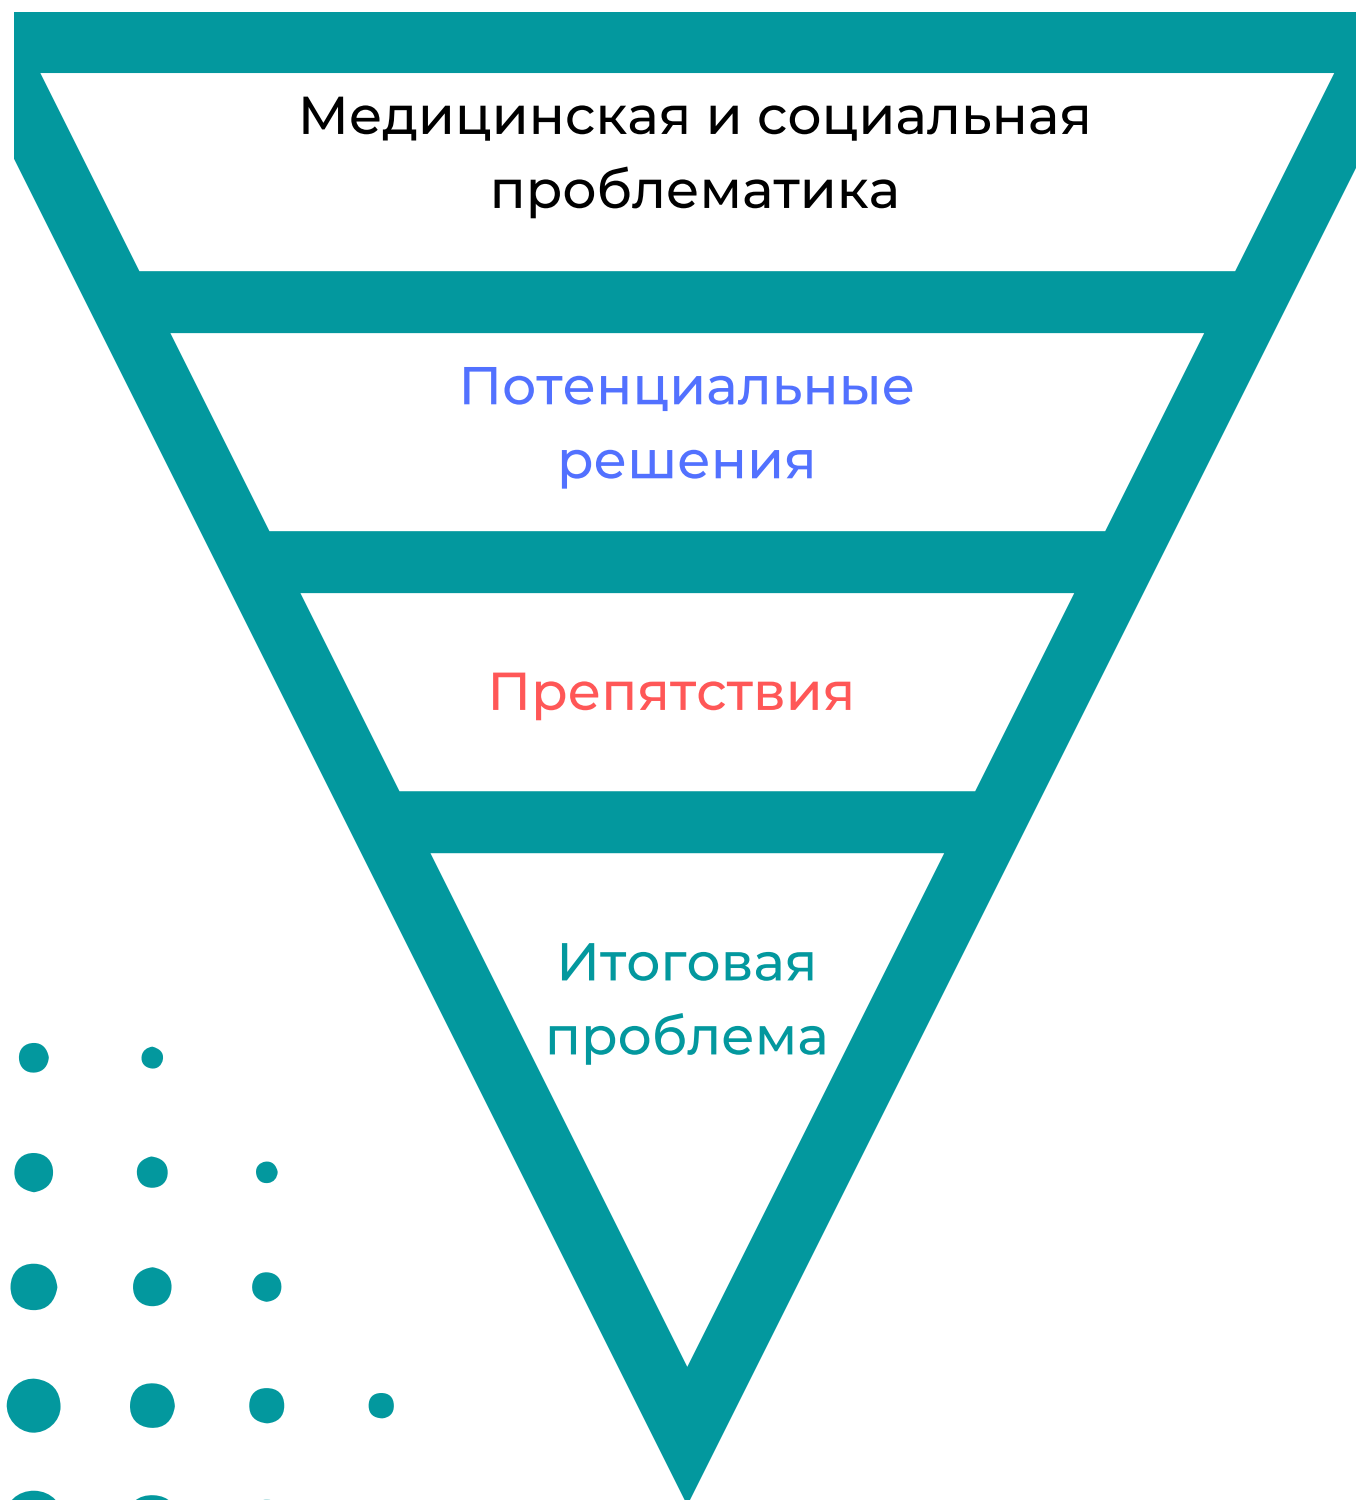 Медицинская и социальная
проблематика
Потенциальные
решения
Препятствия
Итоговая
проблема